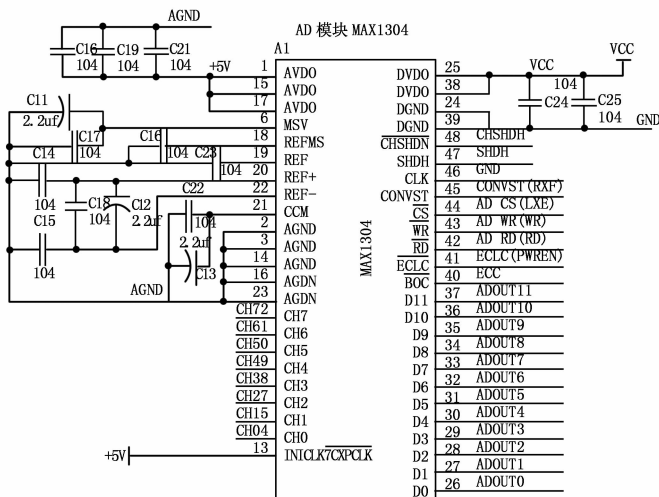 AGND
AD 模块 MAX1304
A1
C16
C19
C21
104
104
104
+5V
VCC
VCC
104
C24
C25
104
GND
C11
2.2uf
C17
104
C16
104
C14
104
C23
104
C18
104
C12
2.2uf
C22
104
2.2uf
C15
104
C13
AGND
+5V
MAX1304
1 AVDO
15 AVDO
17 AVDO
6 MSV
18 REFMS
19 REF
20 REF+
22 REF-
21 CCM
2 AGND
3 AGND
14 AGND
16 AGDN
23 AGDN
CH72 CH7
CH61 CH6
CH50 CH5
CH49 CH4
CH38 CH3
CH27 CH2
CH15 CH1
CH04 CH0
13 INICLK7CXPCLK
DVDO 25
DVDO 38
DGND 24
DGND 39
CHSHDN 48 CHSHDH
SHDH 47 SHDH
CLK 46 GND
CONVST 45 CONVST(RXF)
CS 44 AD CS(LXE)
WR 43 AD WR(WR)
RD 42 AD RD(RD)
ECLC 41 ECLC(PWREN)
BOC 40 ECC
D11 37 ADOUT11
D10 36 ADOUT10
D9 35 ADOUT9
D8 34 ADOUT8
D7 33 ADOUT7
D6 32 ADOUT6
D5 31 ADOUT5
D4 30 ADOUT4
D3 29 ADOUT3
D2 28 ADOUT2
D1 27 ADOUT1
D0 26 ADOUT0